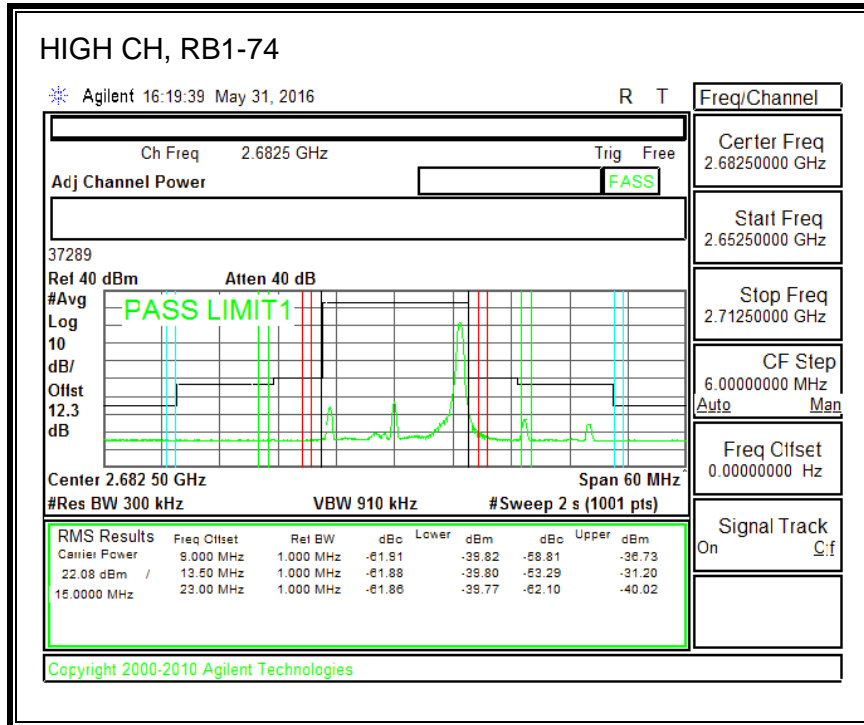 HIGH CH, RB1-74
Agilent 16:19:39 May 31, 2016 R T
Freq/Channel
Ch Freq 2.6825 GHz Trig Free
Adj Channel Power PASS
Center Freq
2.68250000 GHz
Start Freq
2.65250000 GHz
37289
Ref 40 dBm Atten 40 dB
#Avg
Log
10
dB/
Offst
12.3
dB
PASS LIMIT1
Stop Freq
2.71250000 GHz
CF Step
6.00000000 MHz
Auto Man
Freq Offset
0.00000000 Hz
Center 2.682 50 GHz Span 60 MHz
#Res BW 300 kHz VBW 910 kHz #Sweep 2 s (1001 pts)
Signal Track
On Off
RMS Results Freq Offset Ref BW dBc Lower dBm dBc Upper dBm
Carrier Power 9.000 MHz 1.000 MHz -61.91 -39.82 -58.81 -36.73
22.08 dBm / 13.50 MHz 1.000 MHz -61.88 -39.80 -53.29 -31.20
15.0000 MHz 23.00 MHz 1.000 MHz -61.86 -39.77 -62.10 -40.02
Copyright 2000-2010 Agilent Technologies